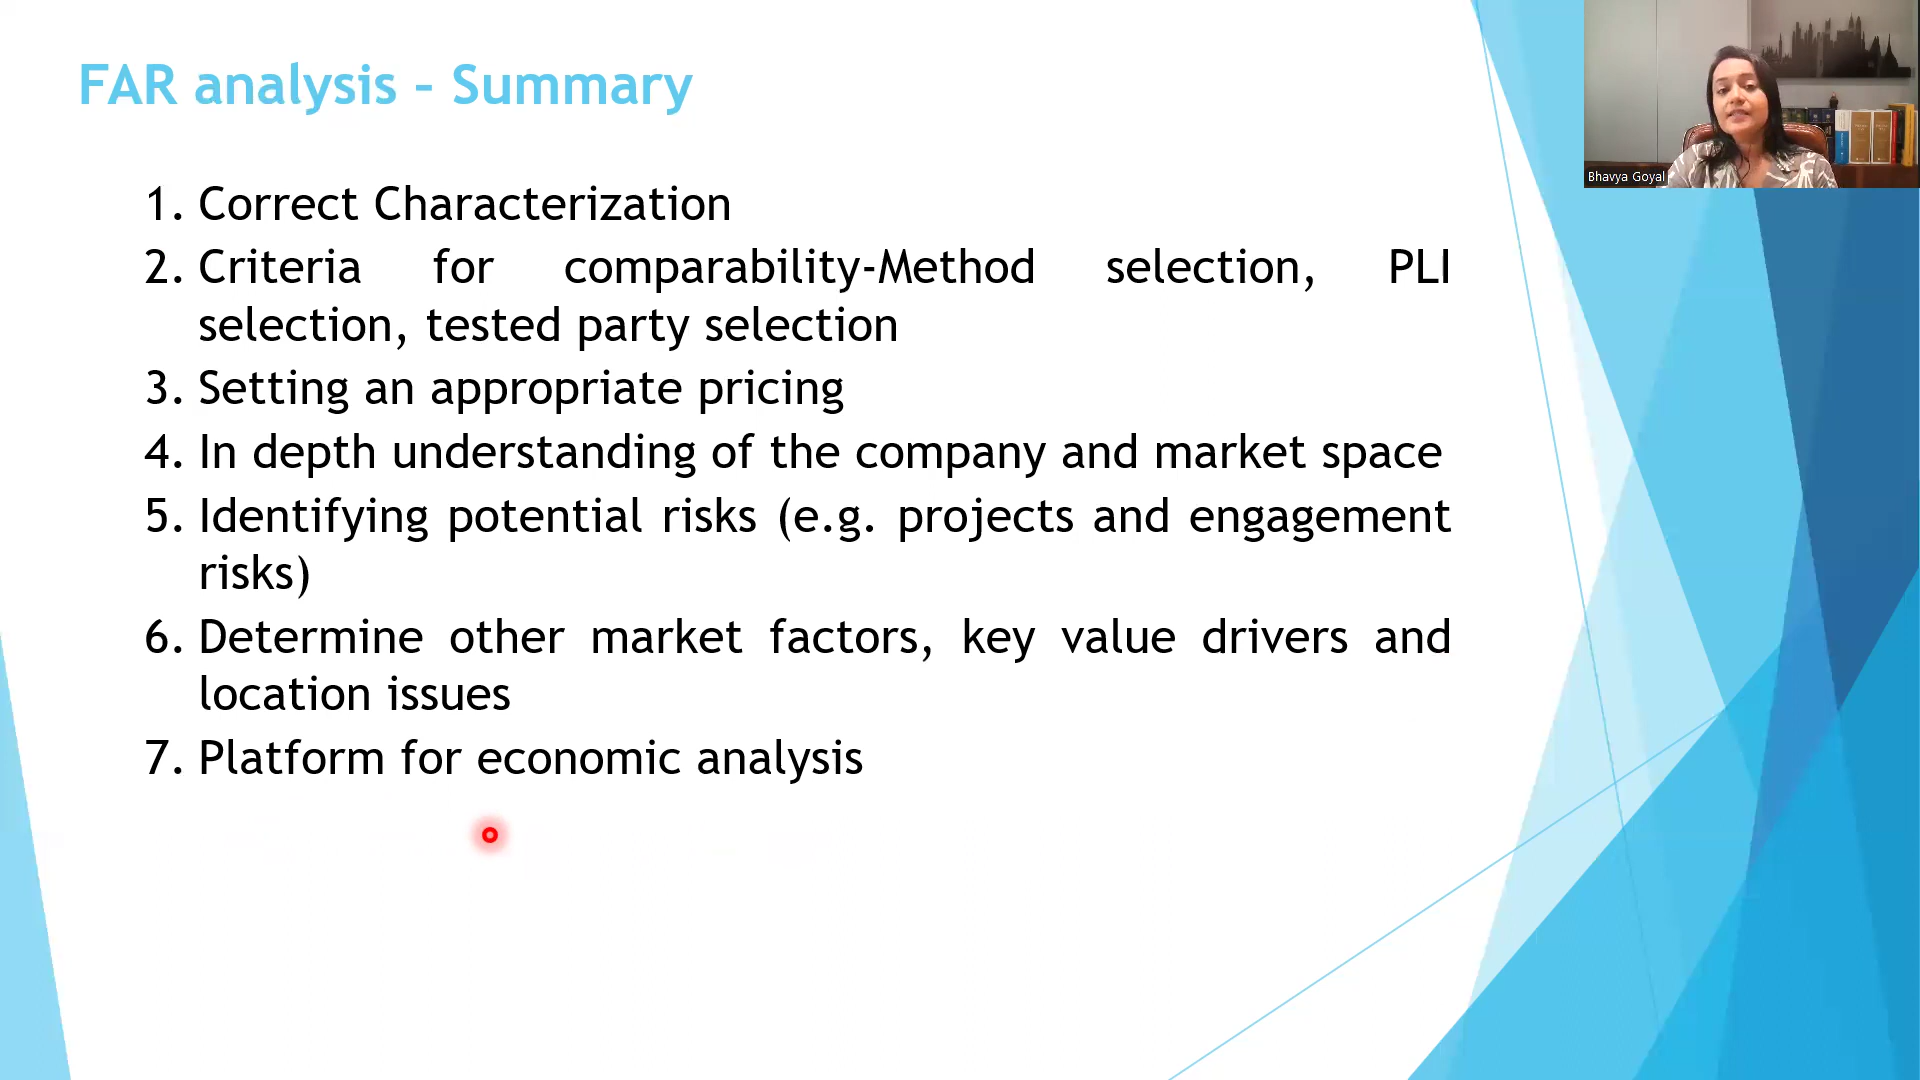 FAR analysis – Summary
Bhavya Goyal
1. Correct Characterization
2. Criteria for comparability-Method selection, PLI
selection, tested party selection
3. Setting an appropriate pricing
4. In depth understanding of the company and market space
5. Identifying potential risks (e.g. projects and engagement
risks)
6. Determine other market factors, key value drivers and
location issues
7. Platform for economic analysis